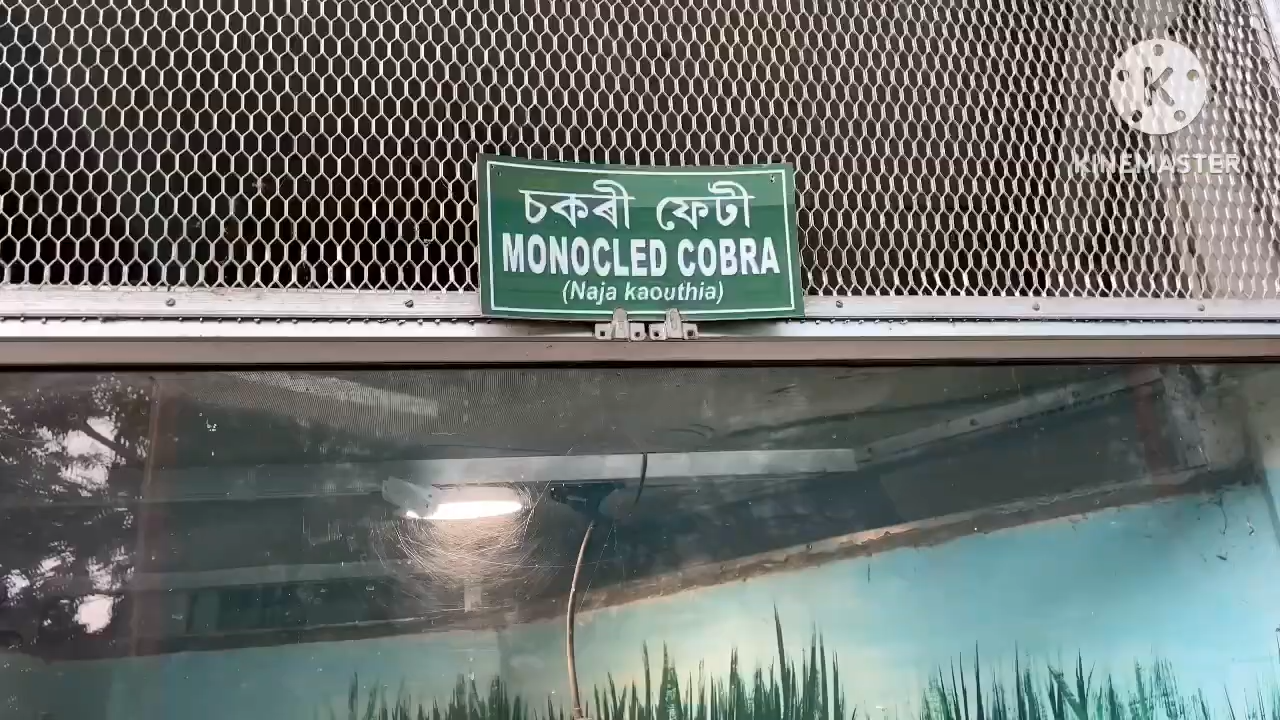 চকৰী ফেটী
MONOCLED COBRA
(Naja kaouthia)
K
KINEMASTER